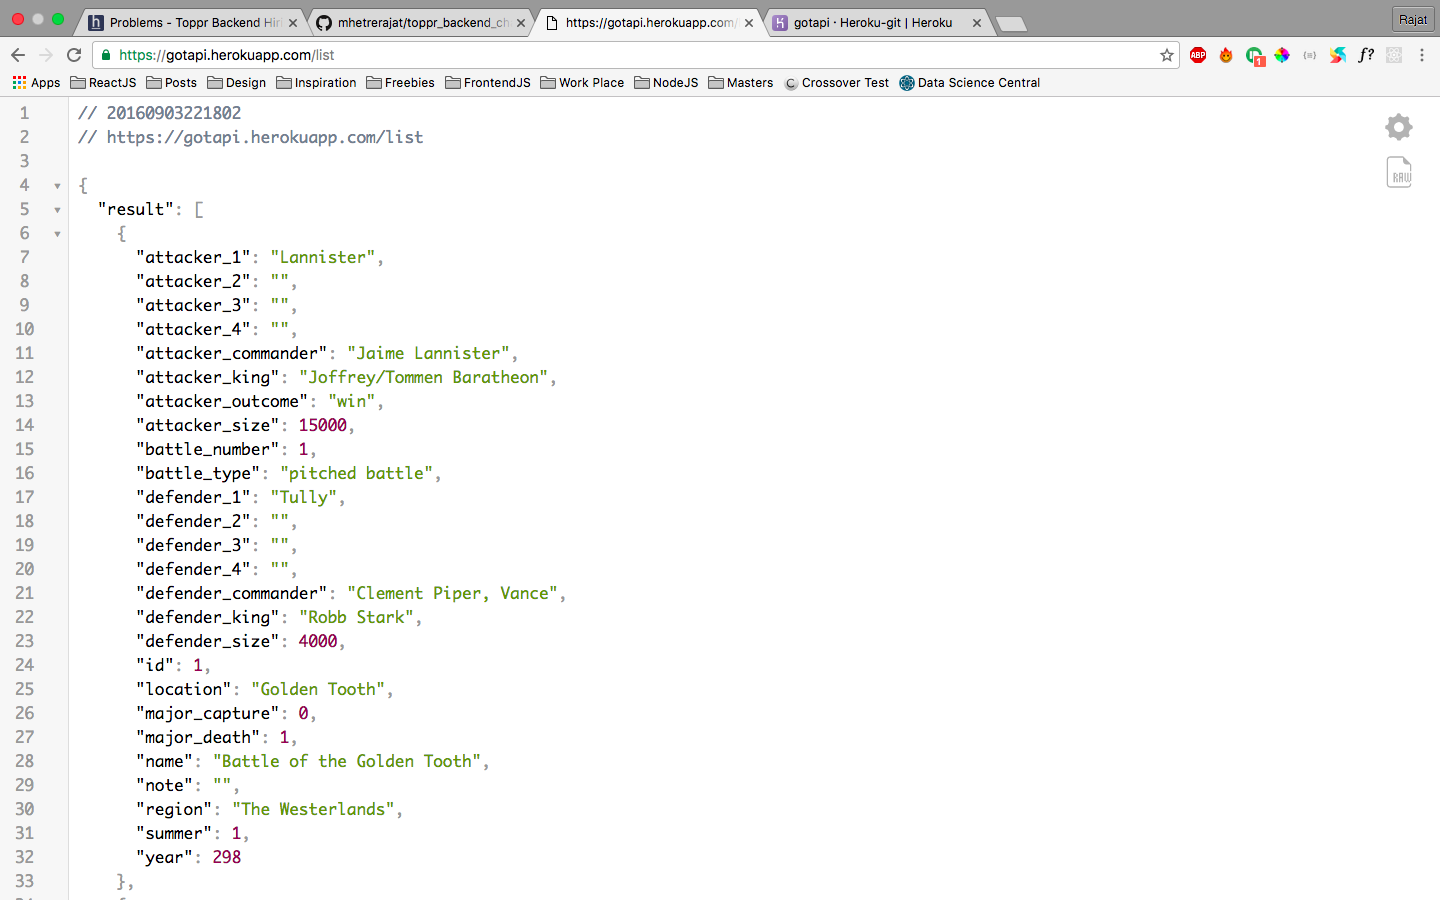 Problems - Toppr Backend Hiri
mhetrerajat/toppr_backend_ch
https://gotapi.herokuapp.com/
gotapi · Heroku-git | Heroku
Rajat
https://gotapi.herokuapp.com/list
ABP
1
f?
Apps
ReactJS
Posts
Design
Inspiration
Freebies
FrontendJS
Work Place
NodeJS
Masters
Crossover Test
Data Science Central
1 // 20160903221802
2 // https://gotapi.herokuapp.com/list
3
4 {
5 "result": [
6 {
7 "attacker_1": "Lannister",
8 "attacker_2": "",
9 "attacker_3": "",
10 "attacker_4": "",
11 "attacker_commander": "Jaime Lannister",
12 "attacker_king": "Joffrey/Tommen Baratheon",
13 "attacker_outcome": "win",
14 "attacker_size": 15000,
15 "battle_number": 1,
16 "battle_type": "pitched battle",
17 "defender_1": "Tully",
18 "defender_2": "",
19 "defender_3": "",
20 "defender_4": "",
21 "defender_commander": "Clement Piper, Vance",
22 "defender_king": "Robb Stark",
23 "defender_size": 4000,
24 "id": 1,
25 "location": "Golden Tooth",
26 "major_capture": 0,
27 "major_death": 1,
28 "name": "Battle of the Golden Tooth",
29 "note": "",
30 "region": "The Westerlands",
31 "summer": 1,
32 "year": 298
33 },
RAW